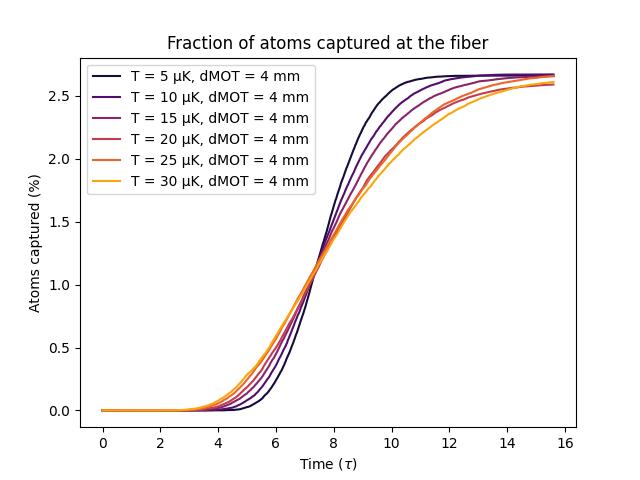 Fraction of atoms captured at the fiber
T = 5 µK, dMOT = 4 mm
T = 10 µK, dMOT = 4 mm
T = 15 µK, dMOT = 4 mm
T = 20 µK, dMOT = 4 mm
T = 25 µK, dMOT = 4 mm
T = 30 µK, dMOT = 4 mm
Atoms captured (%)
2.5
2.0
1.5
1.0
0.5
0.0
0 2 4 6 8 10 12 14 16
Time (τ)